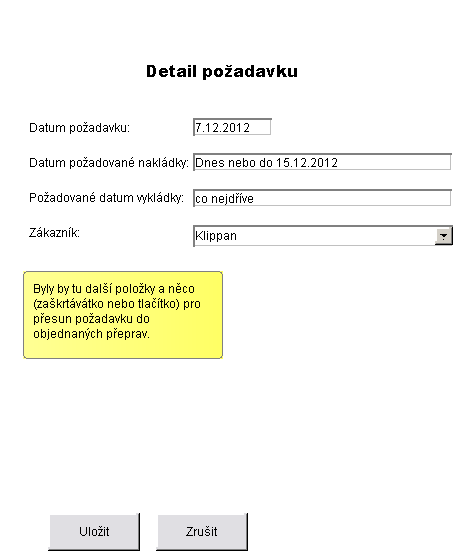 Detail požadavku
Datum požadavku: 7.12.2012
Datum požadované nakládky: Dnes nebo do 15.12.2012
Požadované datum vykládky: co nejdříve
Zákazník: Klippan
Byly by tu další položky a něco
(zaškrtávátko nebo tlačítko) pro
přesun požadavku do
objednaných přeprav.
Uložit Zrušit